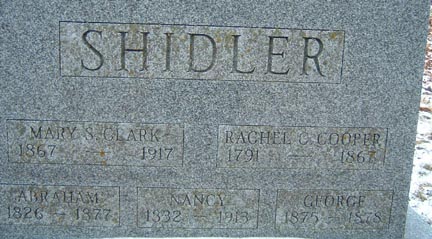 SHIDLER
MARY S. CLARK
1867 - 1917
RACHEL C. COOPER
1791 - 1867
ABRAHAM
1826 - 1877
NANCY
1832 - 1913
GEORGE
1875 - 1878